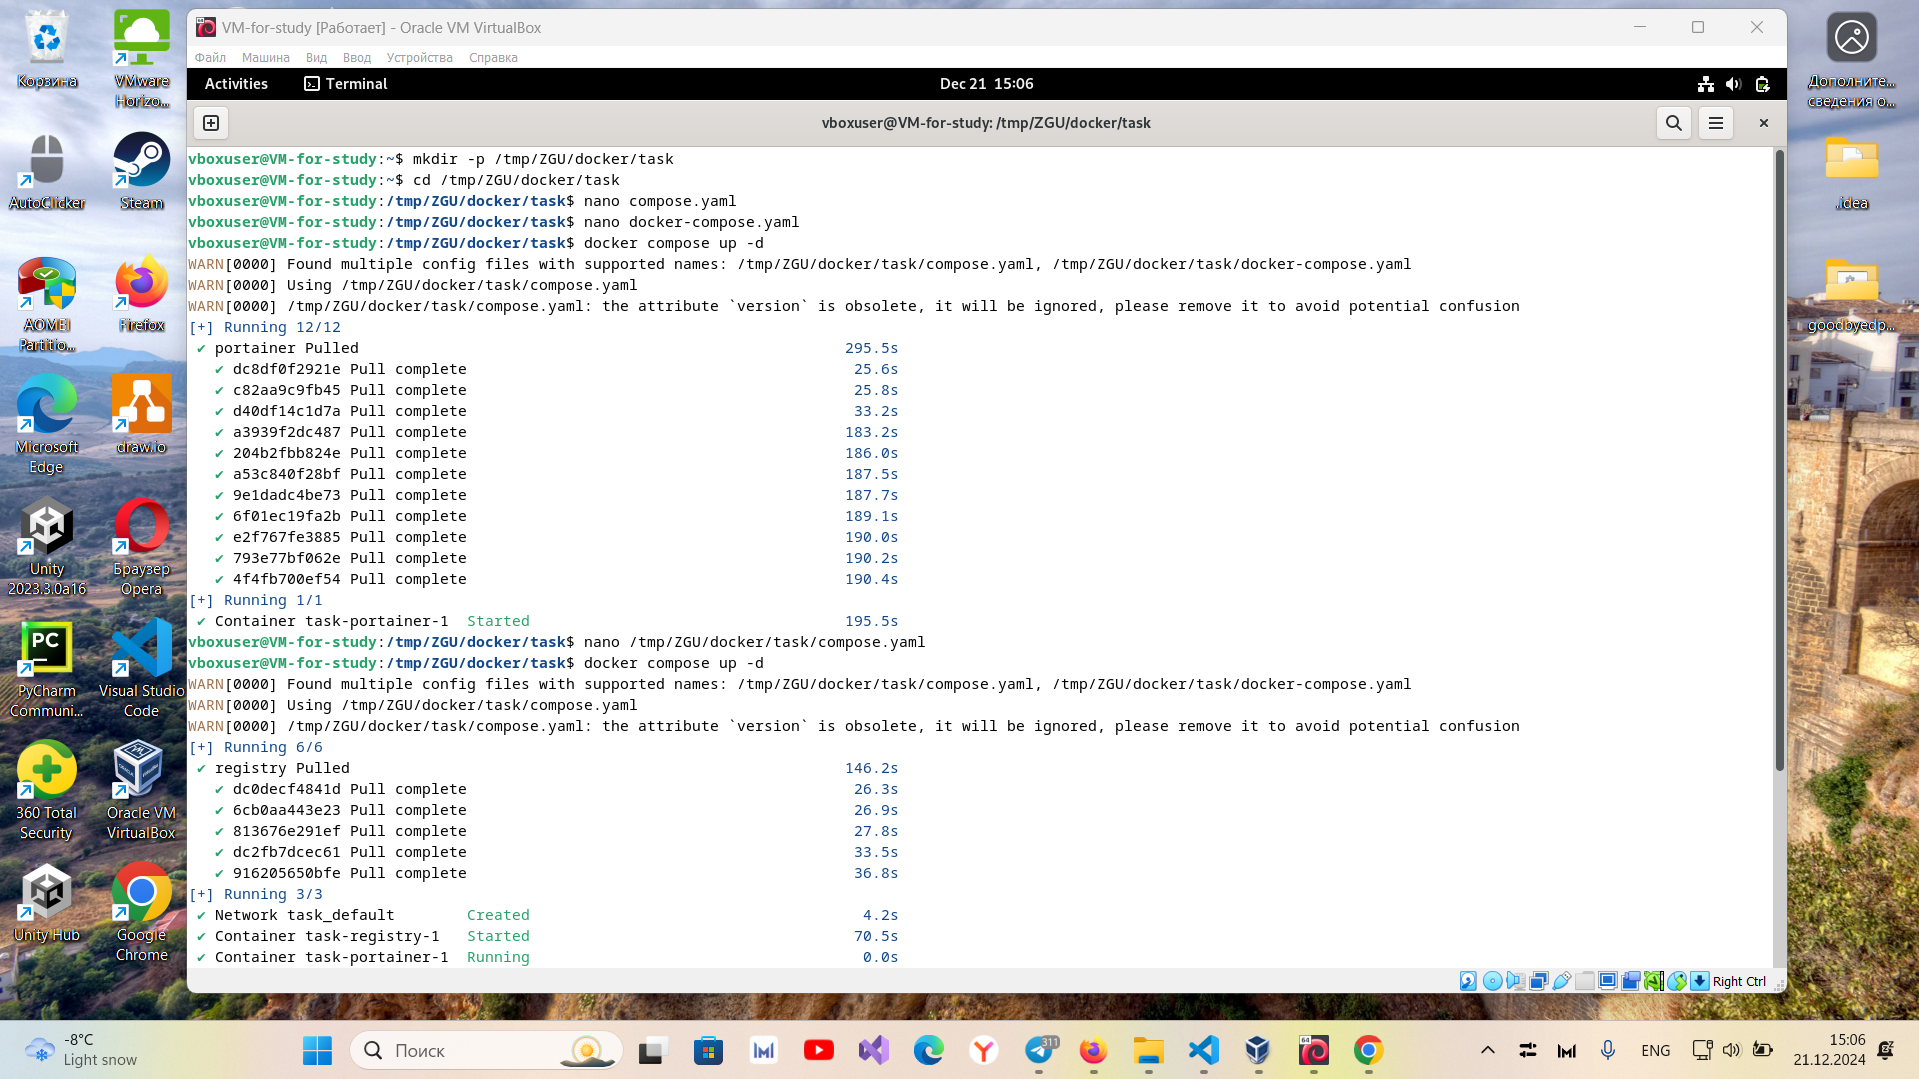 Корзина
VMware Horizo...
AutoClicker
Steam
AOMEI Partitio...
Firefox
Microsoft Edge
draw.io
Unity 2023.3.0a16
Браузер Opera
PyCharm Communi...
Visual Studio Code
360 Total Security
Oracle VM VirtualBox
Unity Hub
Google Chrome
VM-for-study [Работает] - Oracle VM VirtualBox
Файл Машина Вид Ввод Устройства Справка
Activities Terminal Dec 21 15:06
vboxuser@VM-for-study: /tmp/ZGU/docker/task
vboxuser@VM-for-study:~$ mkdir -p /tmp/ZGU/docker/task
vboxuser@VM-for-study:~$ cd /tmp/ZGU/docker/task
vboxuser@VM-for-study:/tmp/ZGU/docker/task$ nano compose.yaml
vboxuser@VM-for-study:/tmp/ZGU/docker/task$ nano docker-compose.yaml
vboxuser@VM-for-study:/tmp/ZGU/docker/task$ docker compose up -d
WARN[0000] Found multiple config files with supported names: /tmp/ZGU/docker/task/compose.yaml, /tmp/ZGU/docker/task/docker-compose.yaml
WARN[0000] Using /tmp/ZGU/docker/task/compose.yaml
WARN[0000] /tmp/ZGU/docker/task/compose.yaml: the attribute `version` is obsolete, it will be ignored, please remove it to avoid potential confusion
[+] Running 12/12
✔ portainer Pulled 295.5s
✔ dc8df0f2921e Pull complete 25.6s
✔ c82aa9c9fb45 Pull complete 25.8s
✔ d40df14c1d7a Pull complete 33.2s
✔ a3939f2dc487 Pull complete 183.2s
✔ 204b2fbb824e Pull complete 186.0s
✔ a53c840f28bf Pull complete 187.5s
✔ 9e1dadc4be73 Pull complete 187.7s
✔ 6f01ec19fa2b Pull complete 189.1s
✔ e2f767fe3885 Pull complete 190.0s
✔ 793e77bf062e Pull complete 190.2s
✔ 4f4fb700ef54 Pull complete 190.4s
[+] Running 1/1
✔ Container task-portainer-1 Started 195.5s
vboxuser@VM-for-study:/tmp/ZGU/docker/task$ nano /tmp/ZGU/docker/task/compose.yaml
vboxuser@VM-for-study:/tmp/ZGU/docker/task$ docker compose up -d
WARN[0000] Found multiple config files with supported names: /tmp/ZGU/docker/task/compose.yaml, /tmp/ZGU/docker/task/docker-compose.yaml
WARN[0000] Using /tmp/ZGU/docker/task/compose.yaml
WARN[0000] /tmp/ZGU/docker/task/compose.yaml: the attribute `version` is obsolete, it will be ignored, please remove it to avoid potential confusion
[+] Running 6/6
✔ registry Pulled 146.2s
✔ dc0decf4841d Pull complete 26.3s
✔ 6cb0aa443e23 Pull complete 26.9s
✔ 813676e291ef Pull complete 27.8s
✔ dc2fb7dcec61 Pull complete 33.5s
✔ 916205650bfe Pull complete 36.8s
[+] Running 3/3
✔ Network task_default Created 4.2s
✔ Container task-registry-1 Started 70.5s
✔ Container task-portainer-1 Running 0.0s
Right Ctrl
Дополните... сведения о...
.idea
goodbyedp...
-8°C
Light snow
Поиск
311
ENG
15:06
21.12.2024